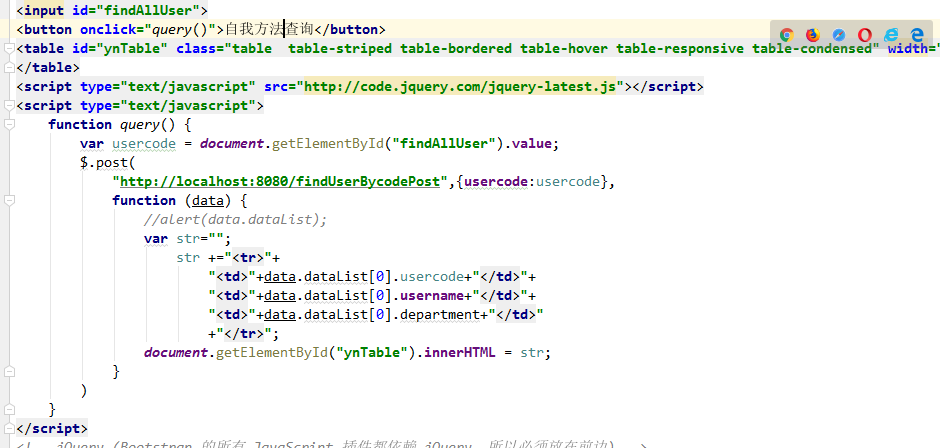 <input id="findAllUser">
<button onclick="query()">自我方法查询</button>
<table id="ynTable" class="table  table-striped table-bordered table-hover table-responsive table-condensed" width="
</table>
<script type="text/javascript" src="http://code.jquery.com/jquery-latest.js"></script>
<script type="text/javascript">
function query() {
var usercode = document.getElementById("findAllUser").value;
$.post(
"http://localhost:8080/findUserBycodePost",{usercode:usercode},
function (data) {
//alert(data.dataList);
var str="";
str +="<tr>"+
"<td>"+data.dataList[0].usercode+"</td>"+
"<td>"+data.dataList[0].username+"</td>"+
"<td>"+data.dataList[0].department+"</td>"
+"</tr>";
document.getElementById("ynTable").innerHTML = str;
}
)
}
</script>
<!-- jQuery (Bootstrap 的所有 JavaScript 插件都依赖 jQuery，所以必须放在前边) -->